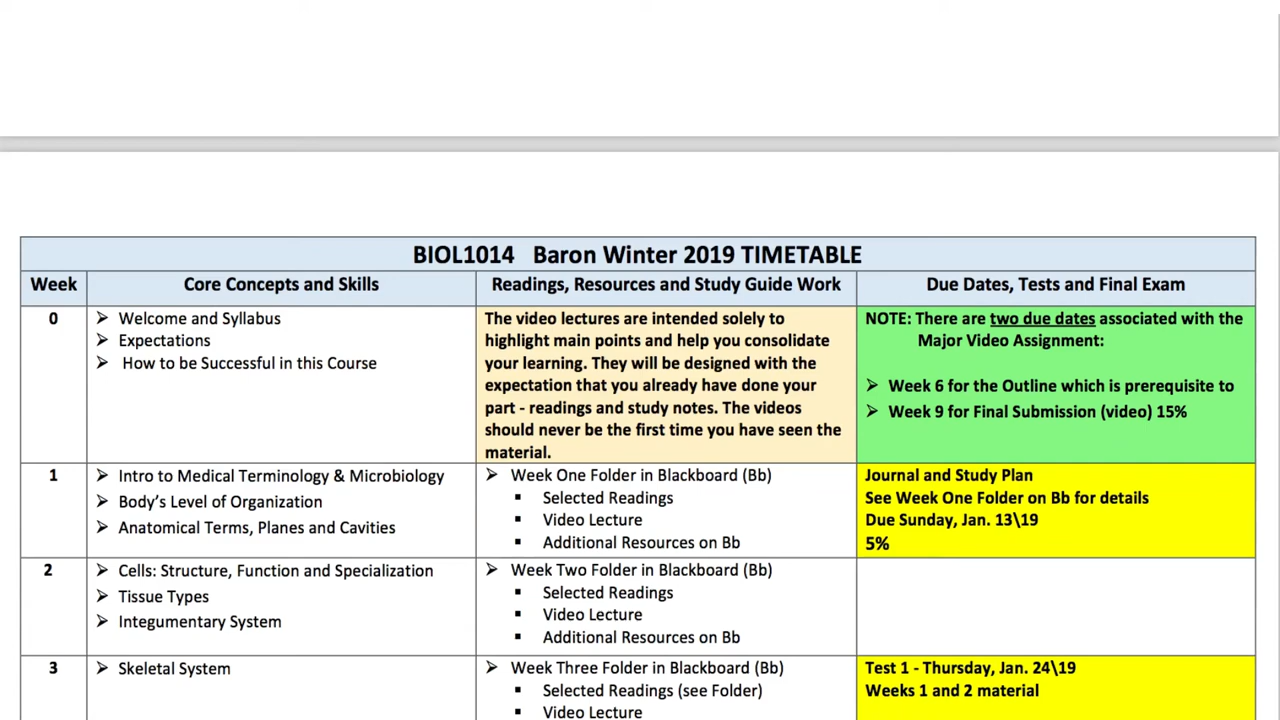 BIOL1014 Baron Winter 2019 TIMETABLE
Week
Core Concepts and Skills
Readings, Resources and Study Guide Work
Due Dates, Tests and Final Exam
0
➢ Welcome and Syllabus
➢ Expectations
➢ How to be Successful in this Course
The video lectures are intended solely to
highlight main points and help you consolidate
your learning. They will be designed with the
expectation that you already have done your
part - readings and study notes. The videos
should never be the first time you have seen the
material.
NOTE: There are two due dates associated with the
Major Video Assignment:
➢ Week 6 for the Outline which is prerequisite to
➢ Week 9 for Final Submission (video) 15%
1
➢ Intro to Medical Terminology & Microbiology
➢ Body’s Level of Organization
➢ Anatomical Terms, Planes and Cavities
➢ Week One Folder in Blackboard (Bb)
▪ Selected Readings
▪ Video Lecture
▪ Additional Resources on Bb
Journal and Study Plan
See Week One Folder on Bb for details
Due Sunday, Jan. 13\19
5%
2
➢ Cells: Structure, Function and Specialization
➢ Tissue Types
➢ Integumentary System
➢ Week Two Folder in Blackboard (Bb)
▪ Selected Readings
▪ Video Lecture
▪ Additional Resources on Bb
3
➢ Skeletal System
➢ Week Three Folder in Blackboard (Bb)
▪ Selected Readings (see Folder)
▪ Video Lecture
Test 1 - Thursday, Jan. 24\19
Weeks 1 and 2 material